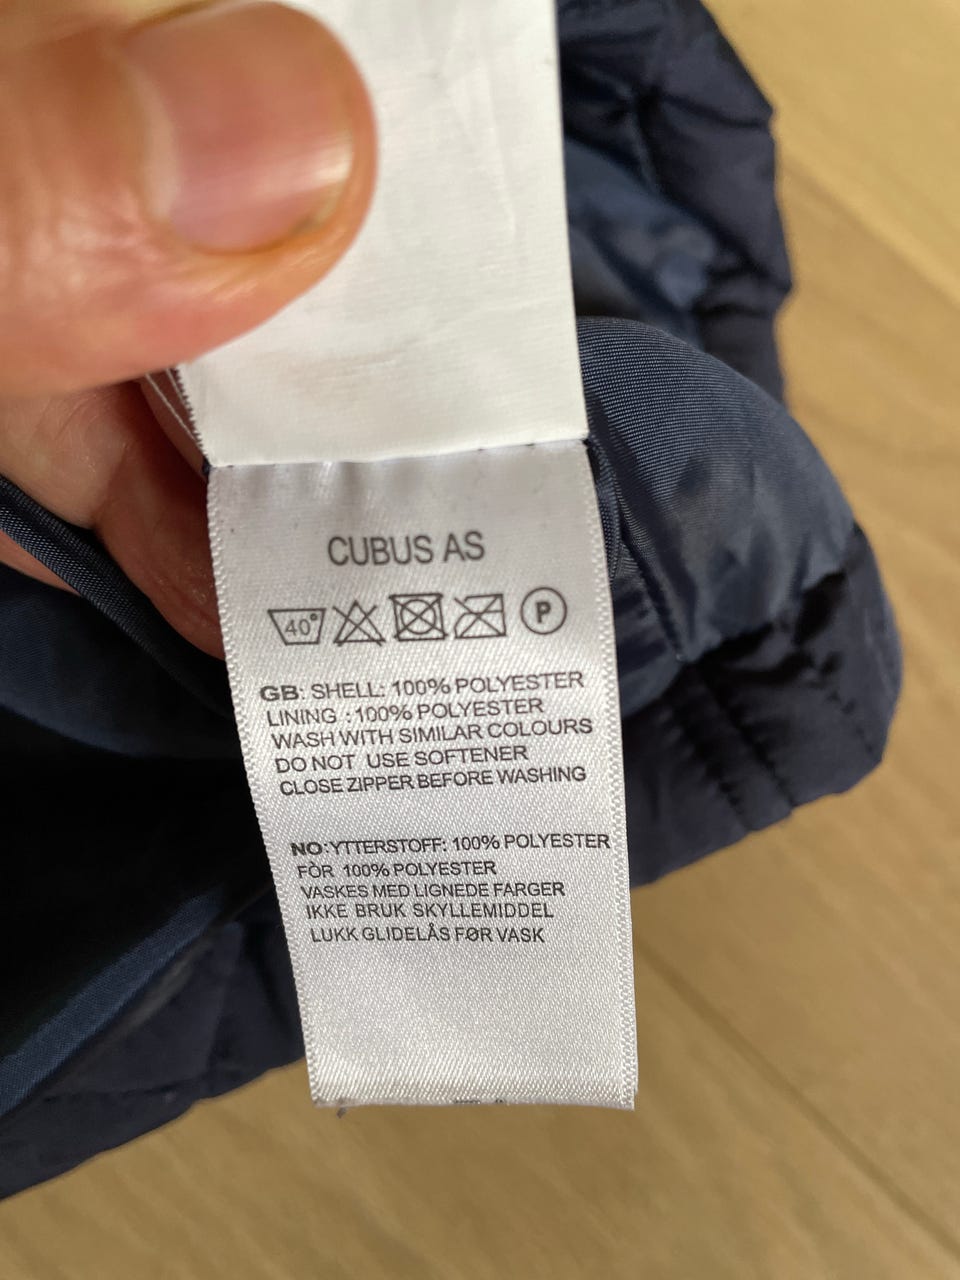 CUBUS AS
40° P
GB: SHELL: 100% POLYESTER
LINING :100% POLYESTER
WASH WITH SIMILAR COLOURS
DO NOT USE SOFTENER
CLOSE ZIPPER BEFORE WASHING
NO:YTTERSTOFF: 100% POLYESTER
FÒR 100% POLYESTER
VASKES MED LIGNEDE FARGER
IKKE BRUK SKYLLEMIDDEL
LUKK GLIDELÅS FØR VASK